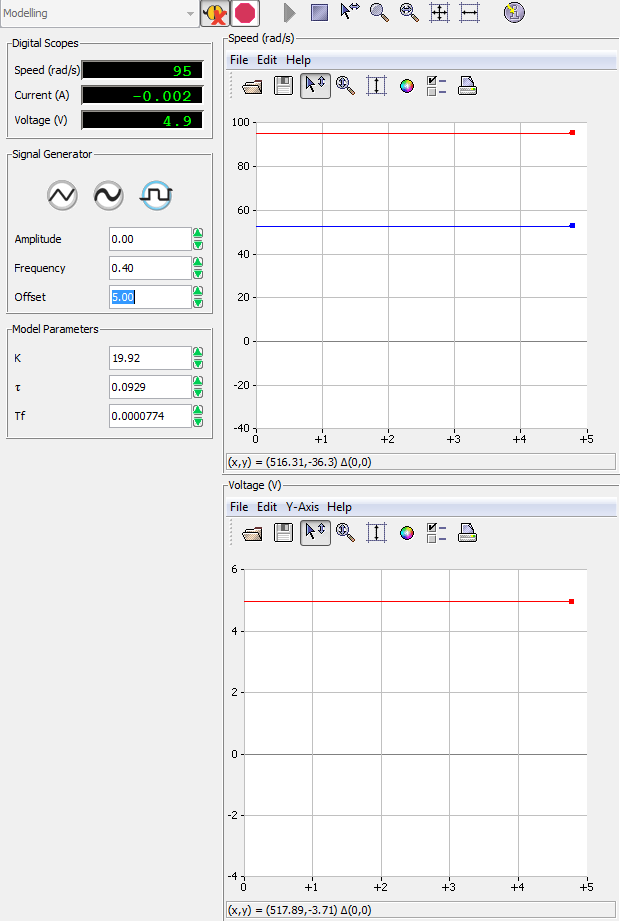 Modelling
Digital Scopes
Speed (rad/s) 95
Current (A) -0.002
Voltage (V) 4.9
Signal Generator
Amplitude 0.00
Frequency 0.40
Offset 5.00
Model Parameters
K 19.92
τ 0.0929
Tf 0.0000774
Speed (rad/s)
File Edit Help
100
80
60
40
20
0
-20
-40
0 +1 +2 +3 +4 +5
(x,y) = (516.31,-36.3) Δ(0,0)
Voltage (V)
File Edit Y-Axis Help
6
4
2
0
-2
-4
0 +1 +2 +3 +4 +5
(x,y) = (517.89,-3.71) Δ(0,0)